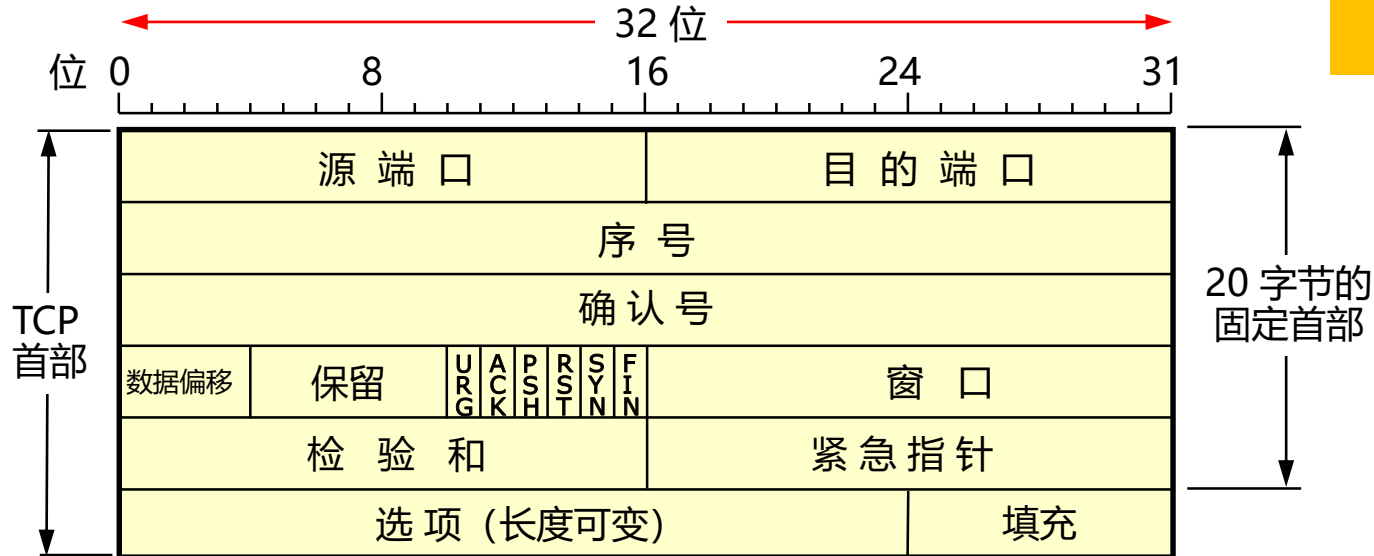 32 位
位 0 8 16 24 31
源 端 口 目 的 端 口
序 号
确 认 号
TCP
首部
20 字节的
固定首部
数据偏移 保留 URG ACK PSH RST SYN FIN 窗 口
检 验 和 紧 急 指 针
选 项 (长度可变) 填充